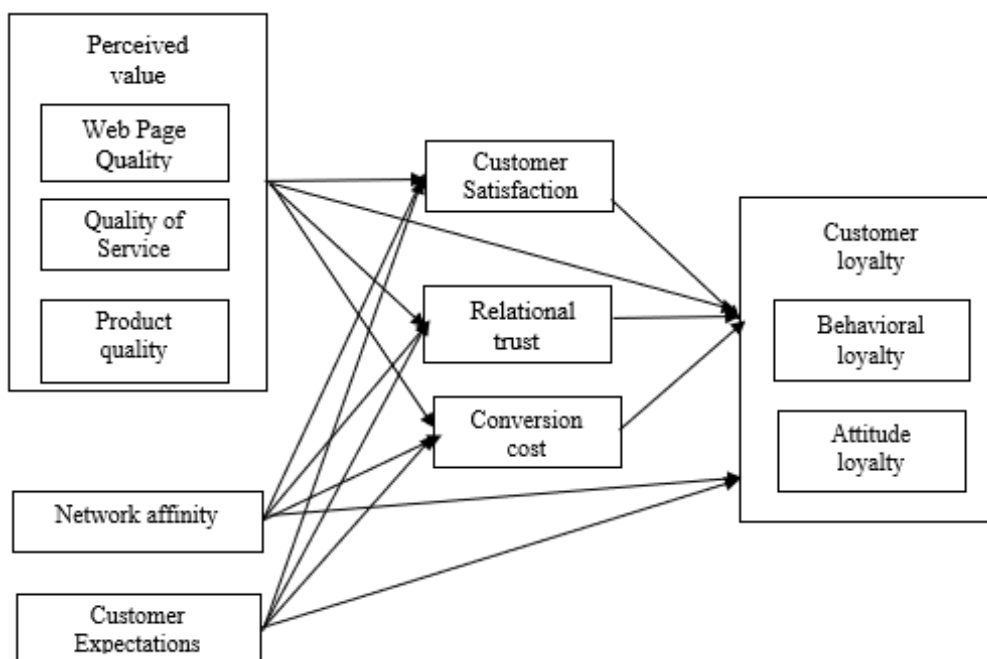 Perceived
value
Web Page
Quality
Quality of
Service
Product
quality
Network affinity
Customer
Expectations
Customer
Satisfaction
Relational
trust
Conversion
cost
Customer
loyalty
Behavioral
loyalty
Attitude
loyalty